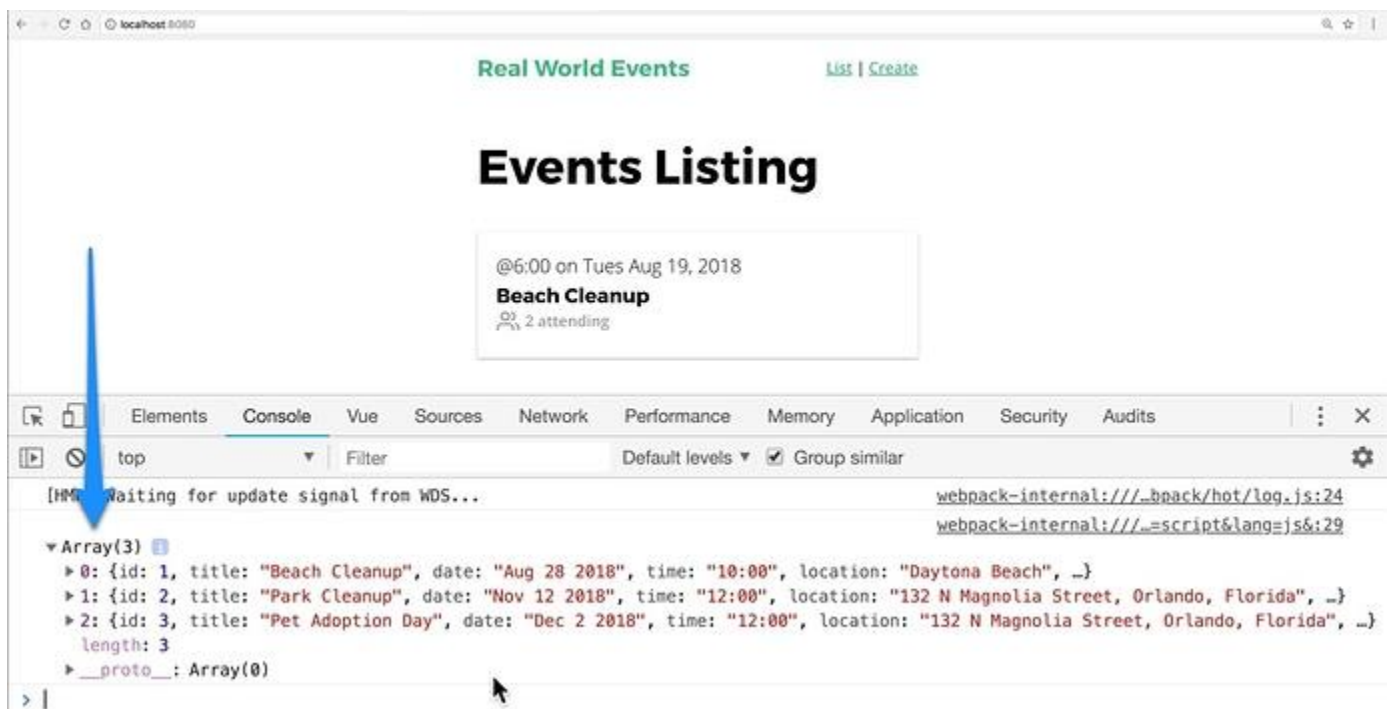 localhost:8080
Real World Events List | Create
Events Listing
@6:00 on Tues Aug 19, 2018
Beach Cleanup
2 attending
Elements Console Vue Sources Network Performance Memory Application Security Audits
top Filter Default levels Group similar
[HM Waiting for update signal from WDS... webpack-internal:///…bpack/hot/log.js:24
webpack-internal:///…=script&lang=js&:29
Array(3)
0: {id: 1, title: "Beach Cleanup", date: "Aug 28 2018", time: "10:00", location: "Daytona Beach", …}
1: {id: 2, title: "Park Cleanup", date: "Nov 12 2018", time: "12:00", location: "132 N Magnolia Street, Orlando, Florida", …}
2: {id: 3, title: "Pet Adoption Day", date: "Dec 2 2018", time: "12:00", location: "132 N Magnolia Street, Orlando, Florida", …}
length: 3
__proto__: Array(0)
>